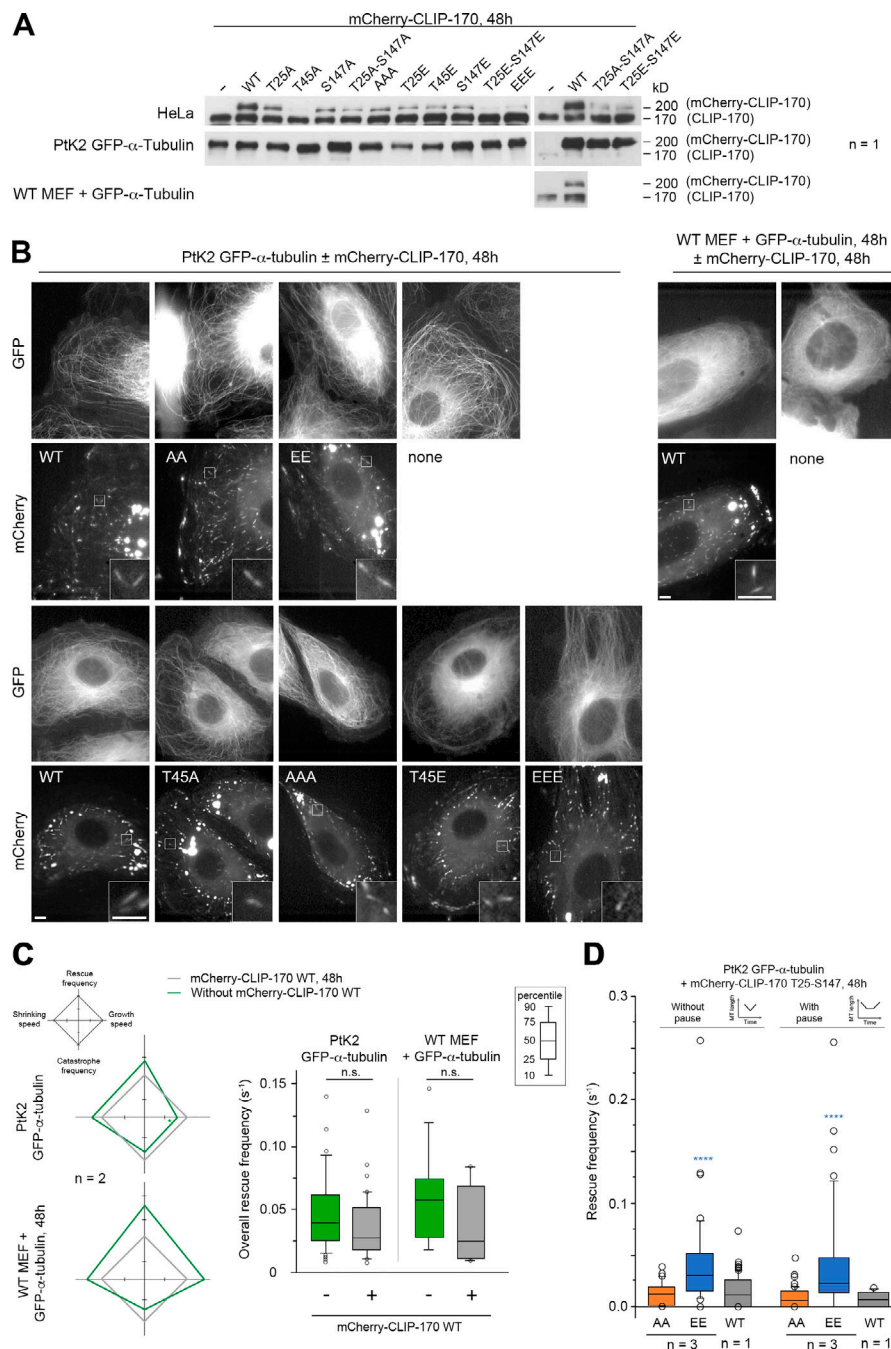 A
mCherry-CLIP-170, 48h
– WT T25A T45A S147A T25A-S147A AAA T25E T45E S147E T25E-S147E EEE – WT T25A-S147A T25E-S147E
kD
HeLa
– 200 (mCherry-CLIP-170)
– 170 (CLIP-170)
PtK2 GFP-α-Tubulin
– 200 (mCherry-CLIP-170)
– 170 (CLIP-170)
n = 1
WT MEF + GFP-α-Tubulin
– 200 (mCherry-CLIP-170)
– 170 (CLIP-170)
B
PtK2 GFP-α-tubulin ± mCherry-CLIP-170, 48h
WT MEF + GFP-α-tubulin, 48h
± mCherry-CLIP-170, 48h
GFP
mCherry
WT AA EE none
WT none
GFP
mCherry
WT T45A AAA T45E EEE
C
Rescue
frequency
Shrinking
speed
Growth
speed
Catastrophe
frequency
mCherry-CLIP-170 WT, 48h
Without mCherry-CLIP-170 WT
PtK2
GFP-α-tubulin
*
n = 2
WT MEF +
GFP-α-tubulin, 48h
percentile
90
75
50
25
10
PtK2
GFP-α-tubulin
WT MEF
+ GFP-α-tubulin
n.s. n.s.
Overall rescue frequency (s-1)
0.15
0.10
0.05
0
– + – +
mCherry-CLIP-170 WT
D
PtK2 GFP-α-tubulin
+ mCherry-CLIP-170 T25-S147, 48h
Without
pause
MT length
Time
With
pause
MT length
Time
Rescue frequency (s-1)
0.3
0.2
0.1
0.0
****
****
AA EE WT AA EE WT
n = 3 n = 1 n = 3 n = 1